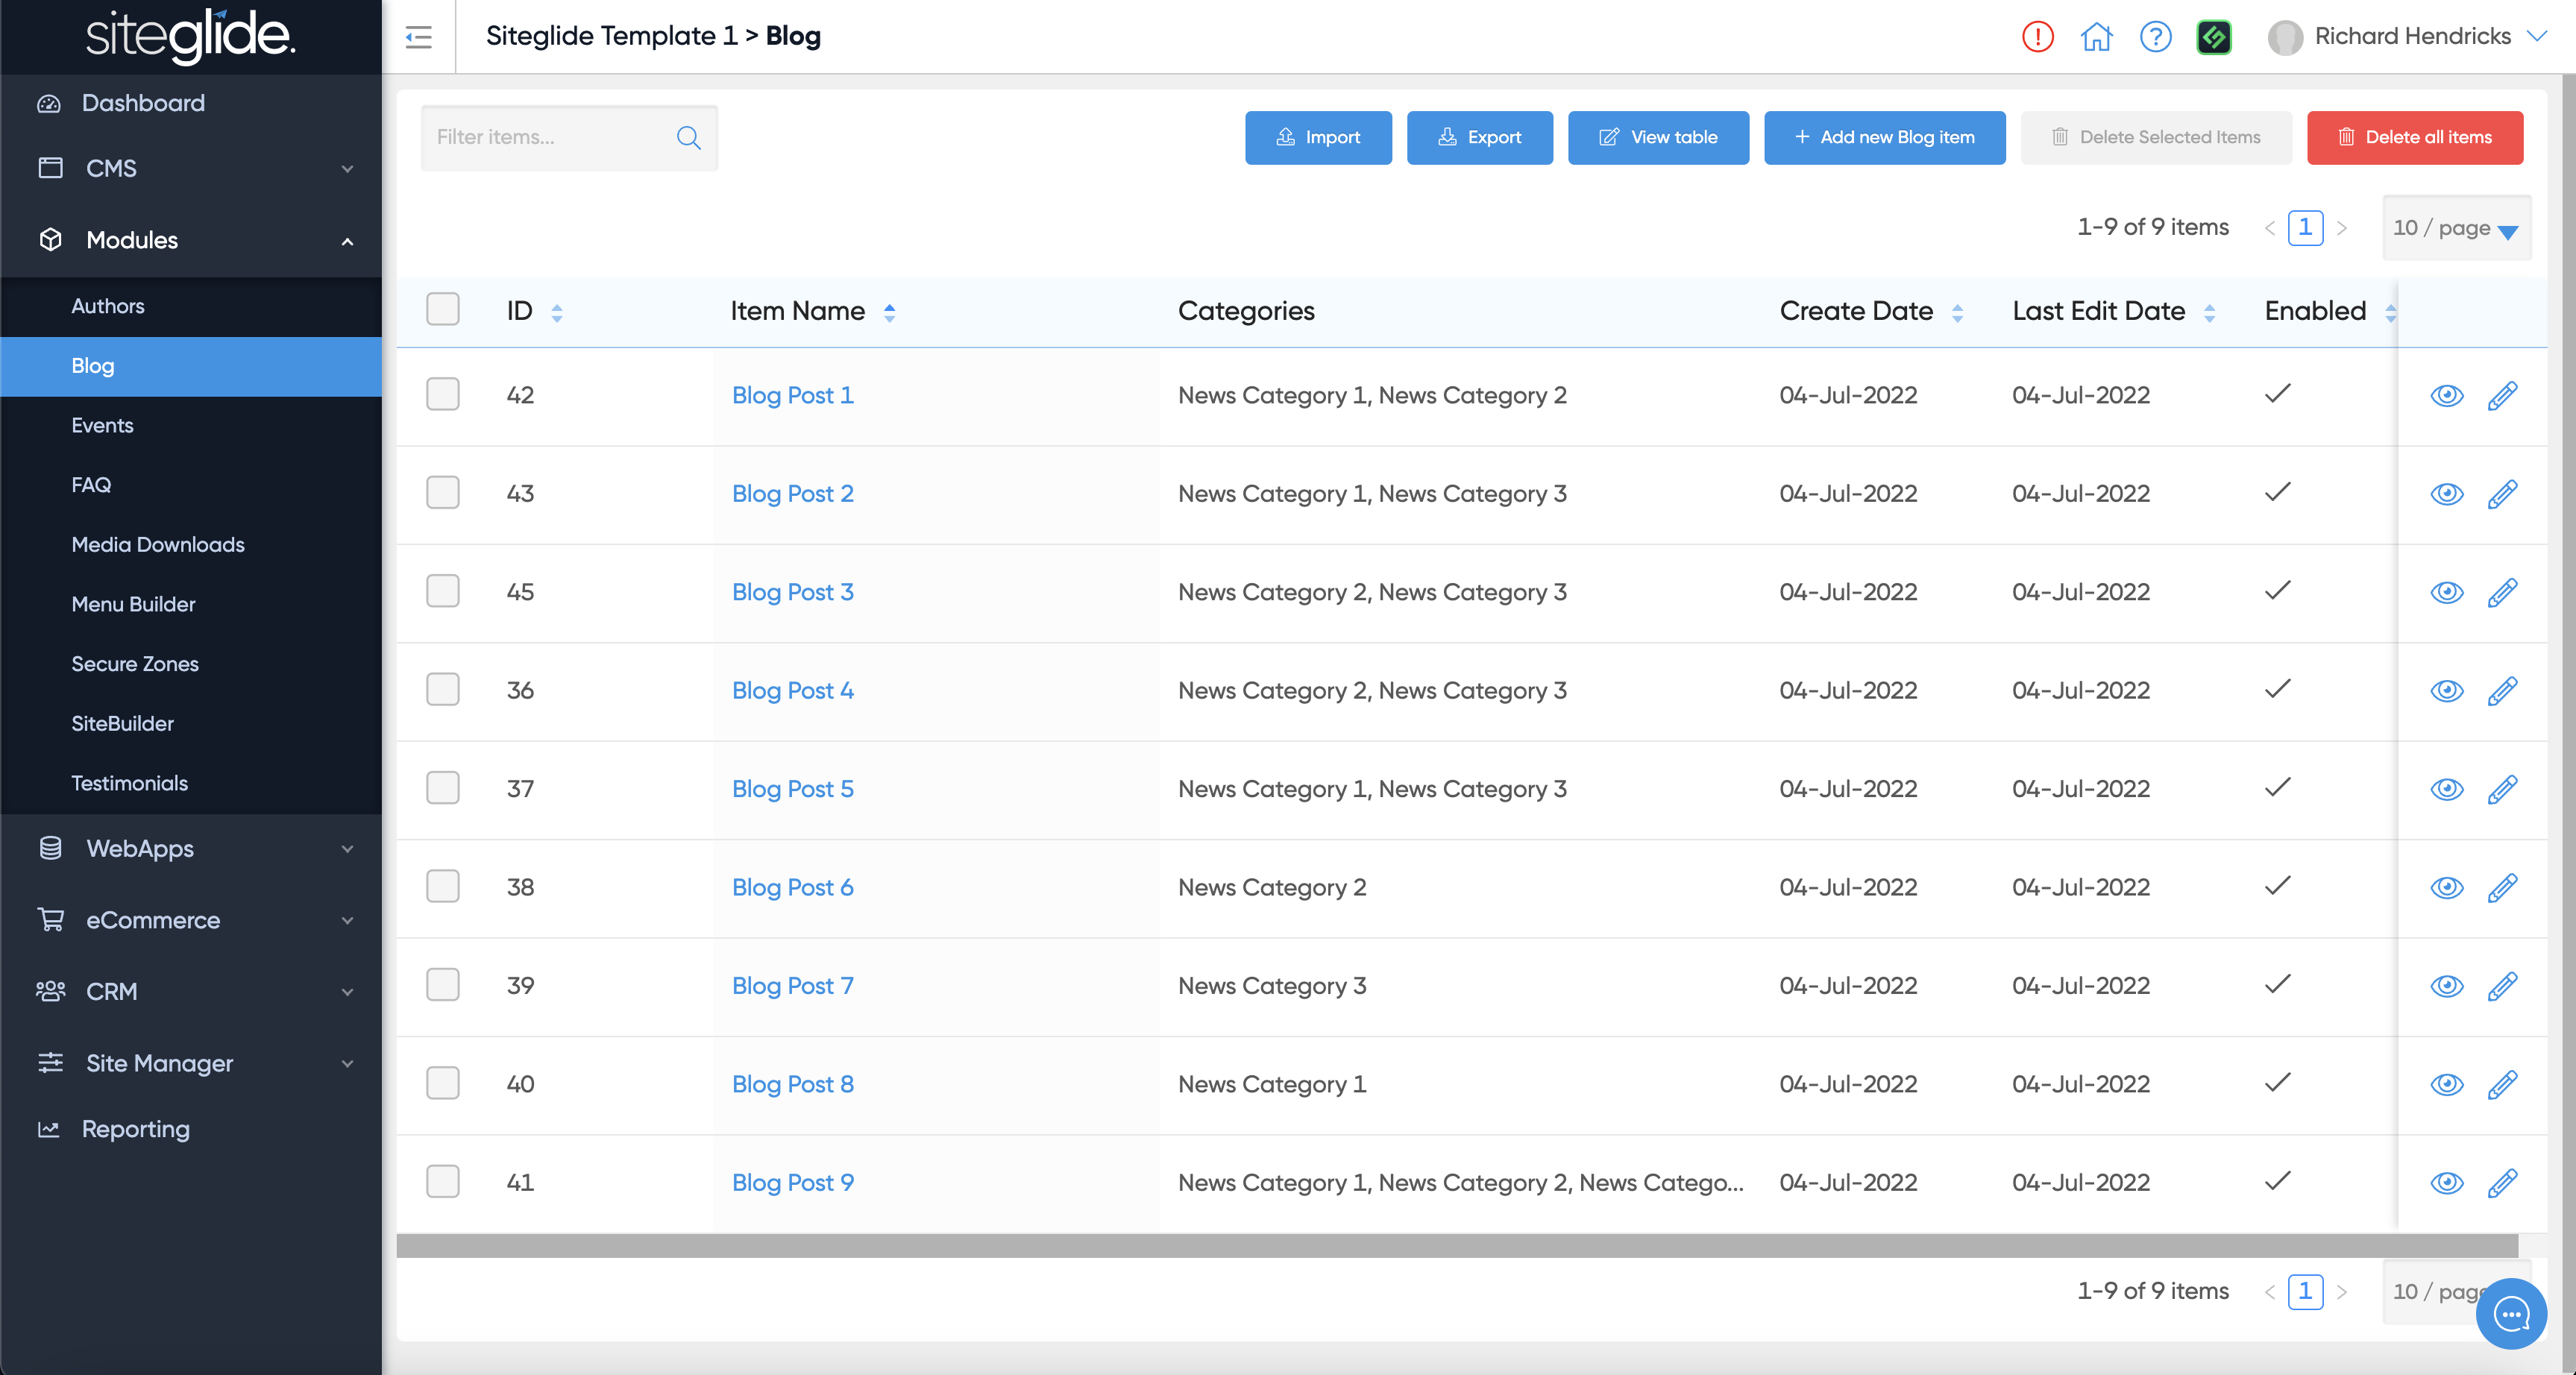 siteglide.
Siteglide Template 1 > Blog
Richard Hendricks
Dashboard
CMS
Modules
Authors
Blog
Events
FAQ
Media Downloads
Menu Builder
Secure Zones
SiteBuilder
Testimonials
WebApps
eCommerce
CRM
Site Manager
Reporting
Filter items...
Import
Export
View table
+ Add new Blog item
Delete Selected Items
Delete all items
1-9 of 9 items < 1 > 10 / page
ID Item Name Categories Create Date Last Edit Date Enabled
42 Blog Post 1 News Category 1, News Category 2 04-Jul-2022 04-Jul-2022
43 Blog Post 2 News Category 1, News Category 3 04-Jul-2022 04-Jul-2022
45 Blog Post 3 News Category 2, News Category 3 04-Jul-2022 04-Jul-2022
36 Blog Post 4 News Category 2, News Category 3 04-Jul-2022 04-Jul-2022
37 Blog Post 5 News Category 1, News Category 3 04-Jul-2022 04-Jul-2022
38 Blog Post 6 News Category 2 04-Jul-2022 04-Jul-2022
39 Blog Post 7 News Category 3 04-Jul-2022 04-Jul-2022
40 Blog Post 8 News Category 1 04-Jul-2022 04-Jul-2022
41 Blog Post 9 News Category 1, News Category 2, News Catego... 04-Jul-2022 04-Jul-2022
1-9 of 9 items < 1 > 10 / page